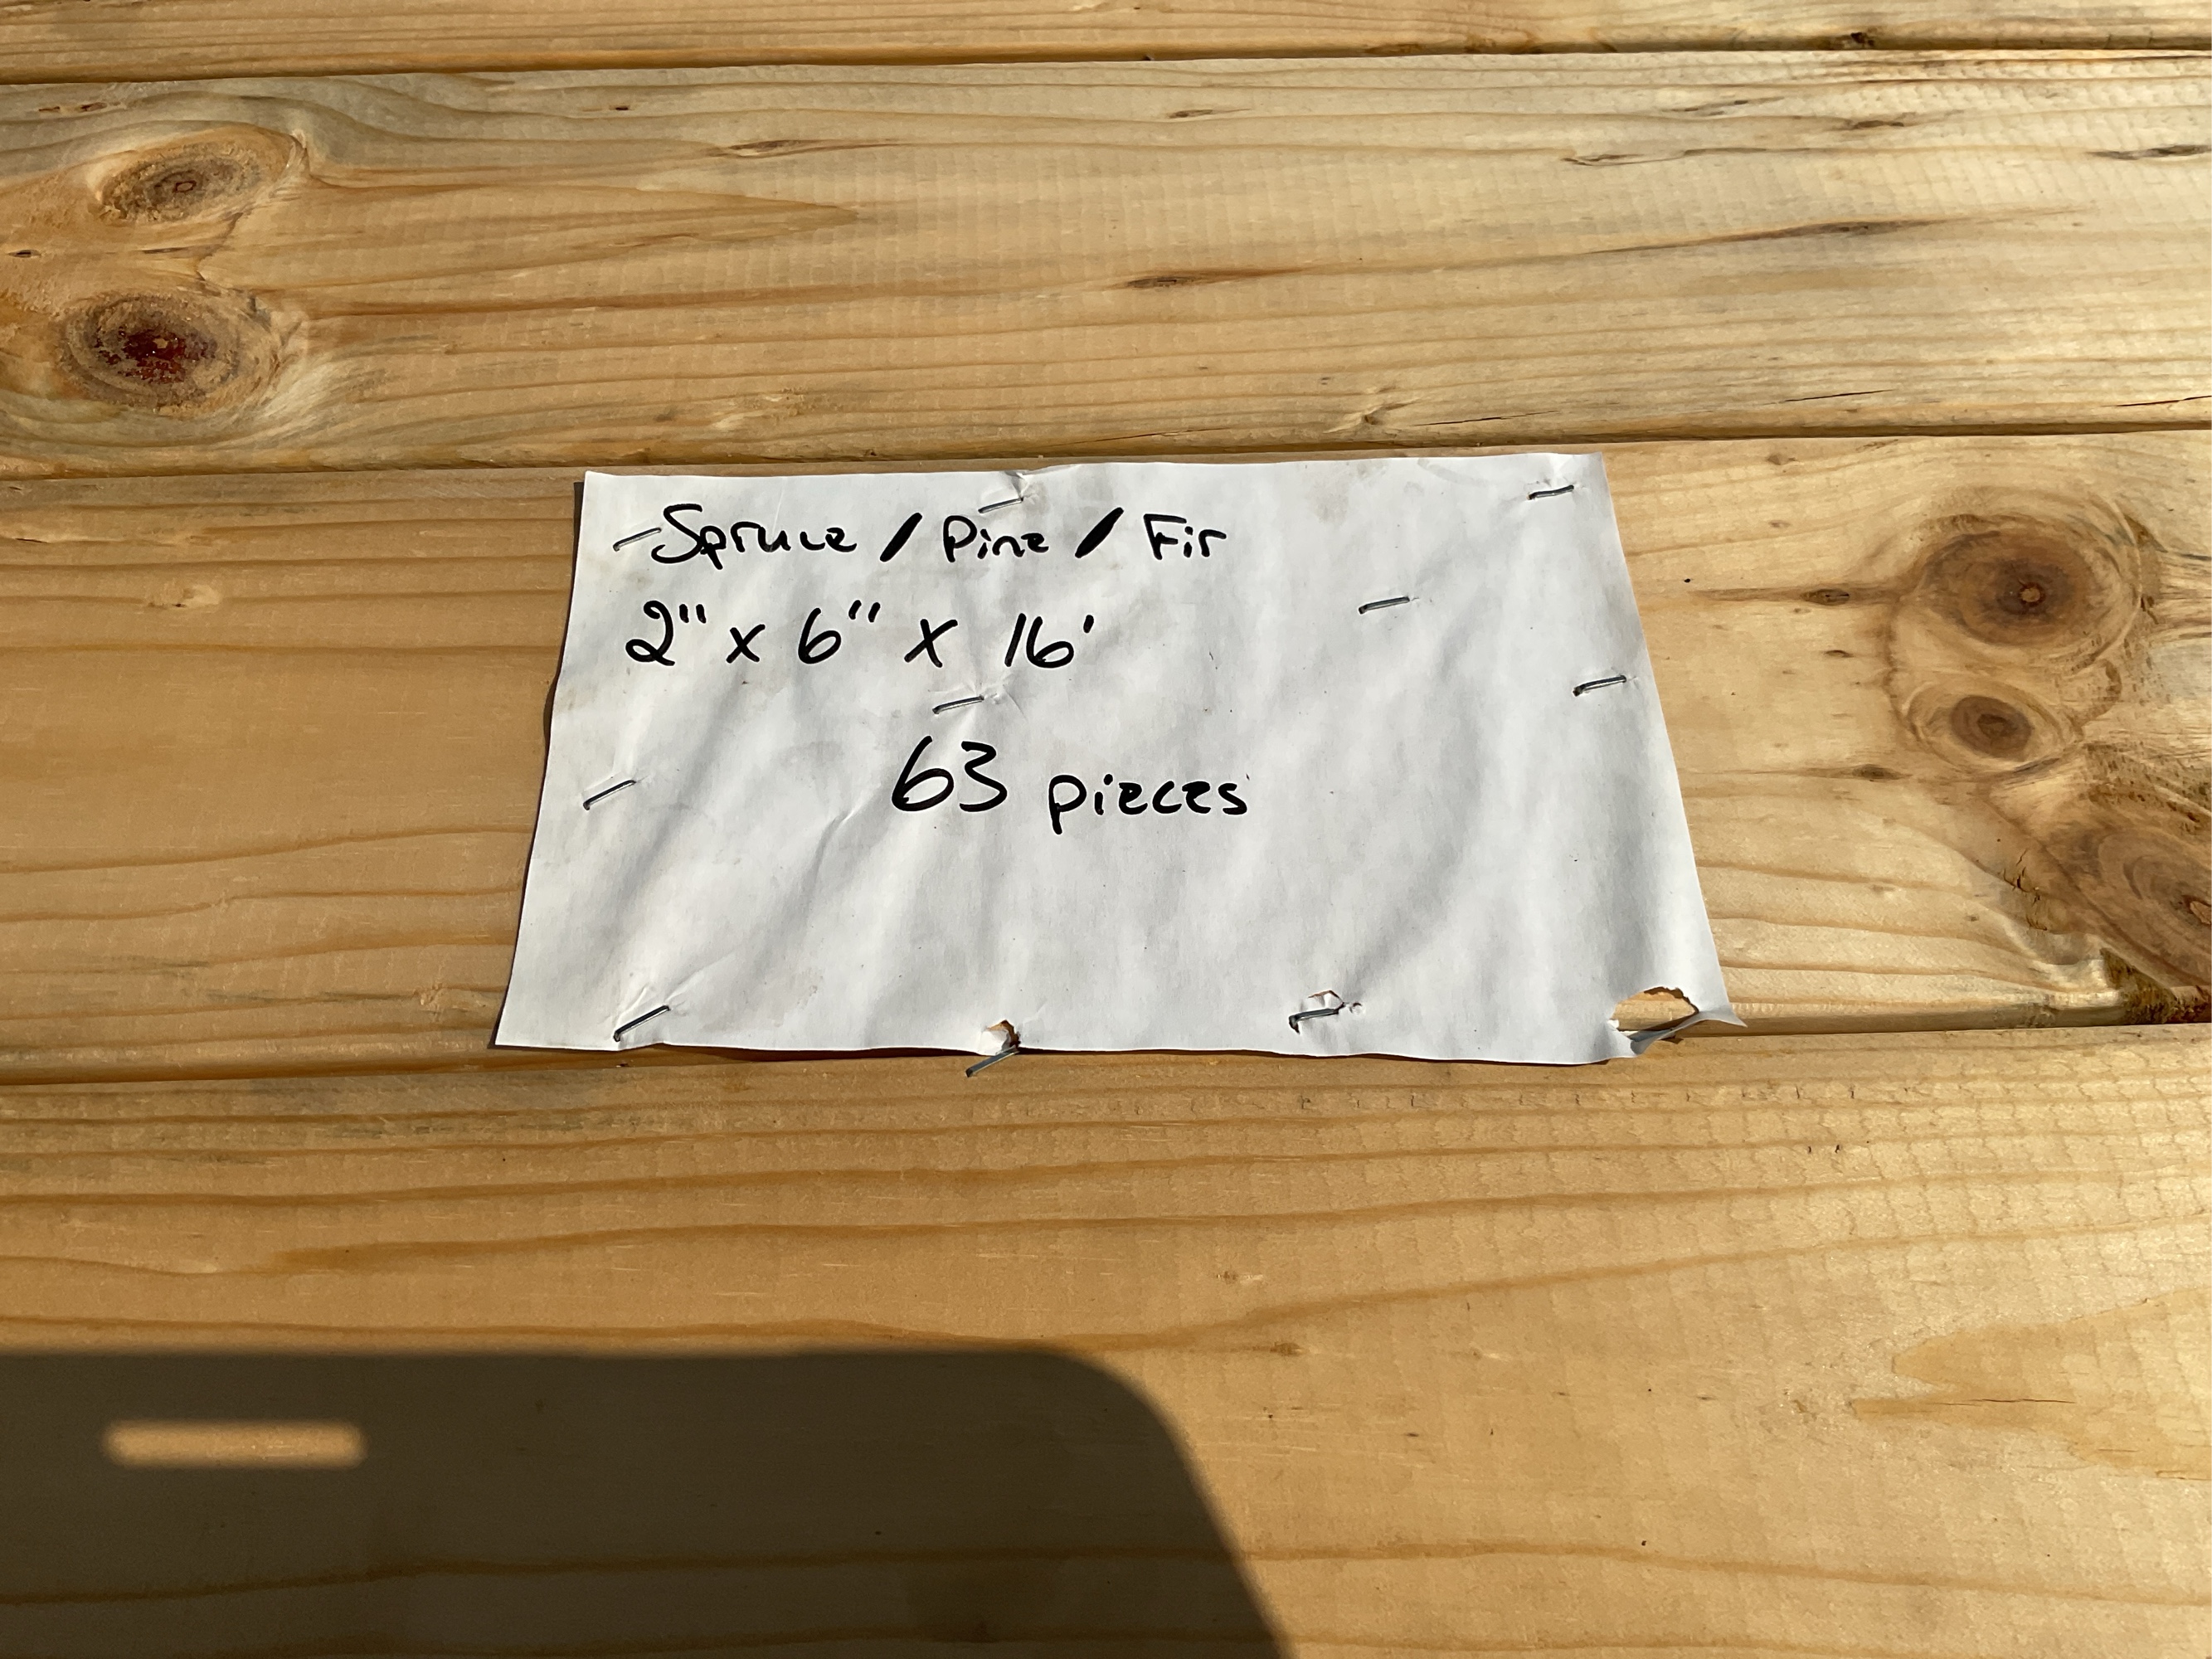 Spruce / Pine / Fir
2" x 6" x 16'
63 pieces